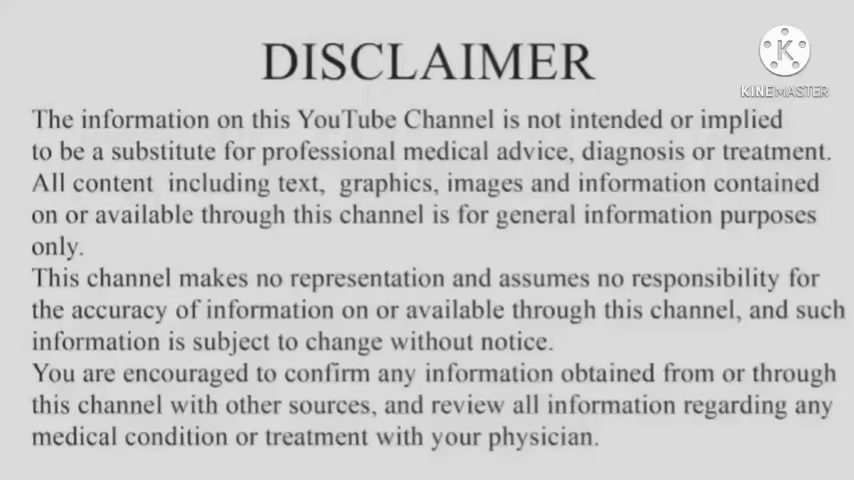 DISCLAIMER
K
KINEMASTER
The information on this YouTube Channel is not intended or implied
to be a substitute for professional medical advice, diagnosis or treatment.
All content including text, graphics, images and information contained
on or available through this channel is for general information purposes
only.
This channel makes no representation and assumes no responsibility for
the accuracy of information on or available through this channel, and such
information is subject to change without notice.
You are encouraged to confirm any information obtained from or through
this channel with other sources, and review all information regarding any
medical condition or treatment with your physician.